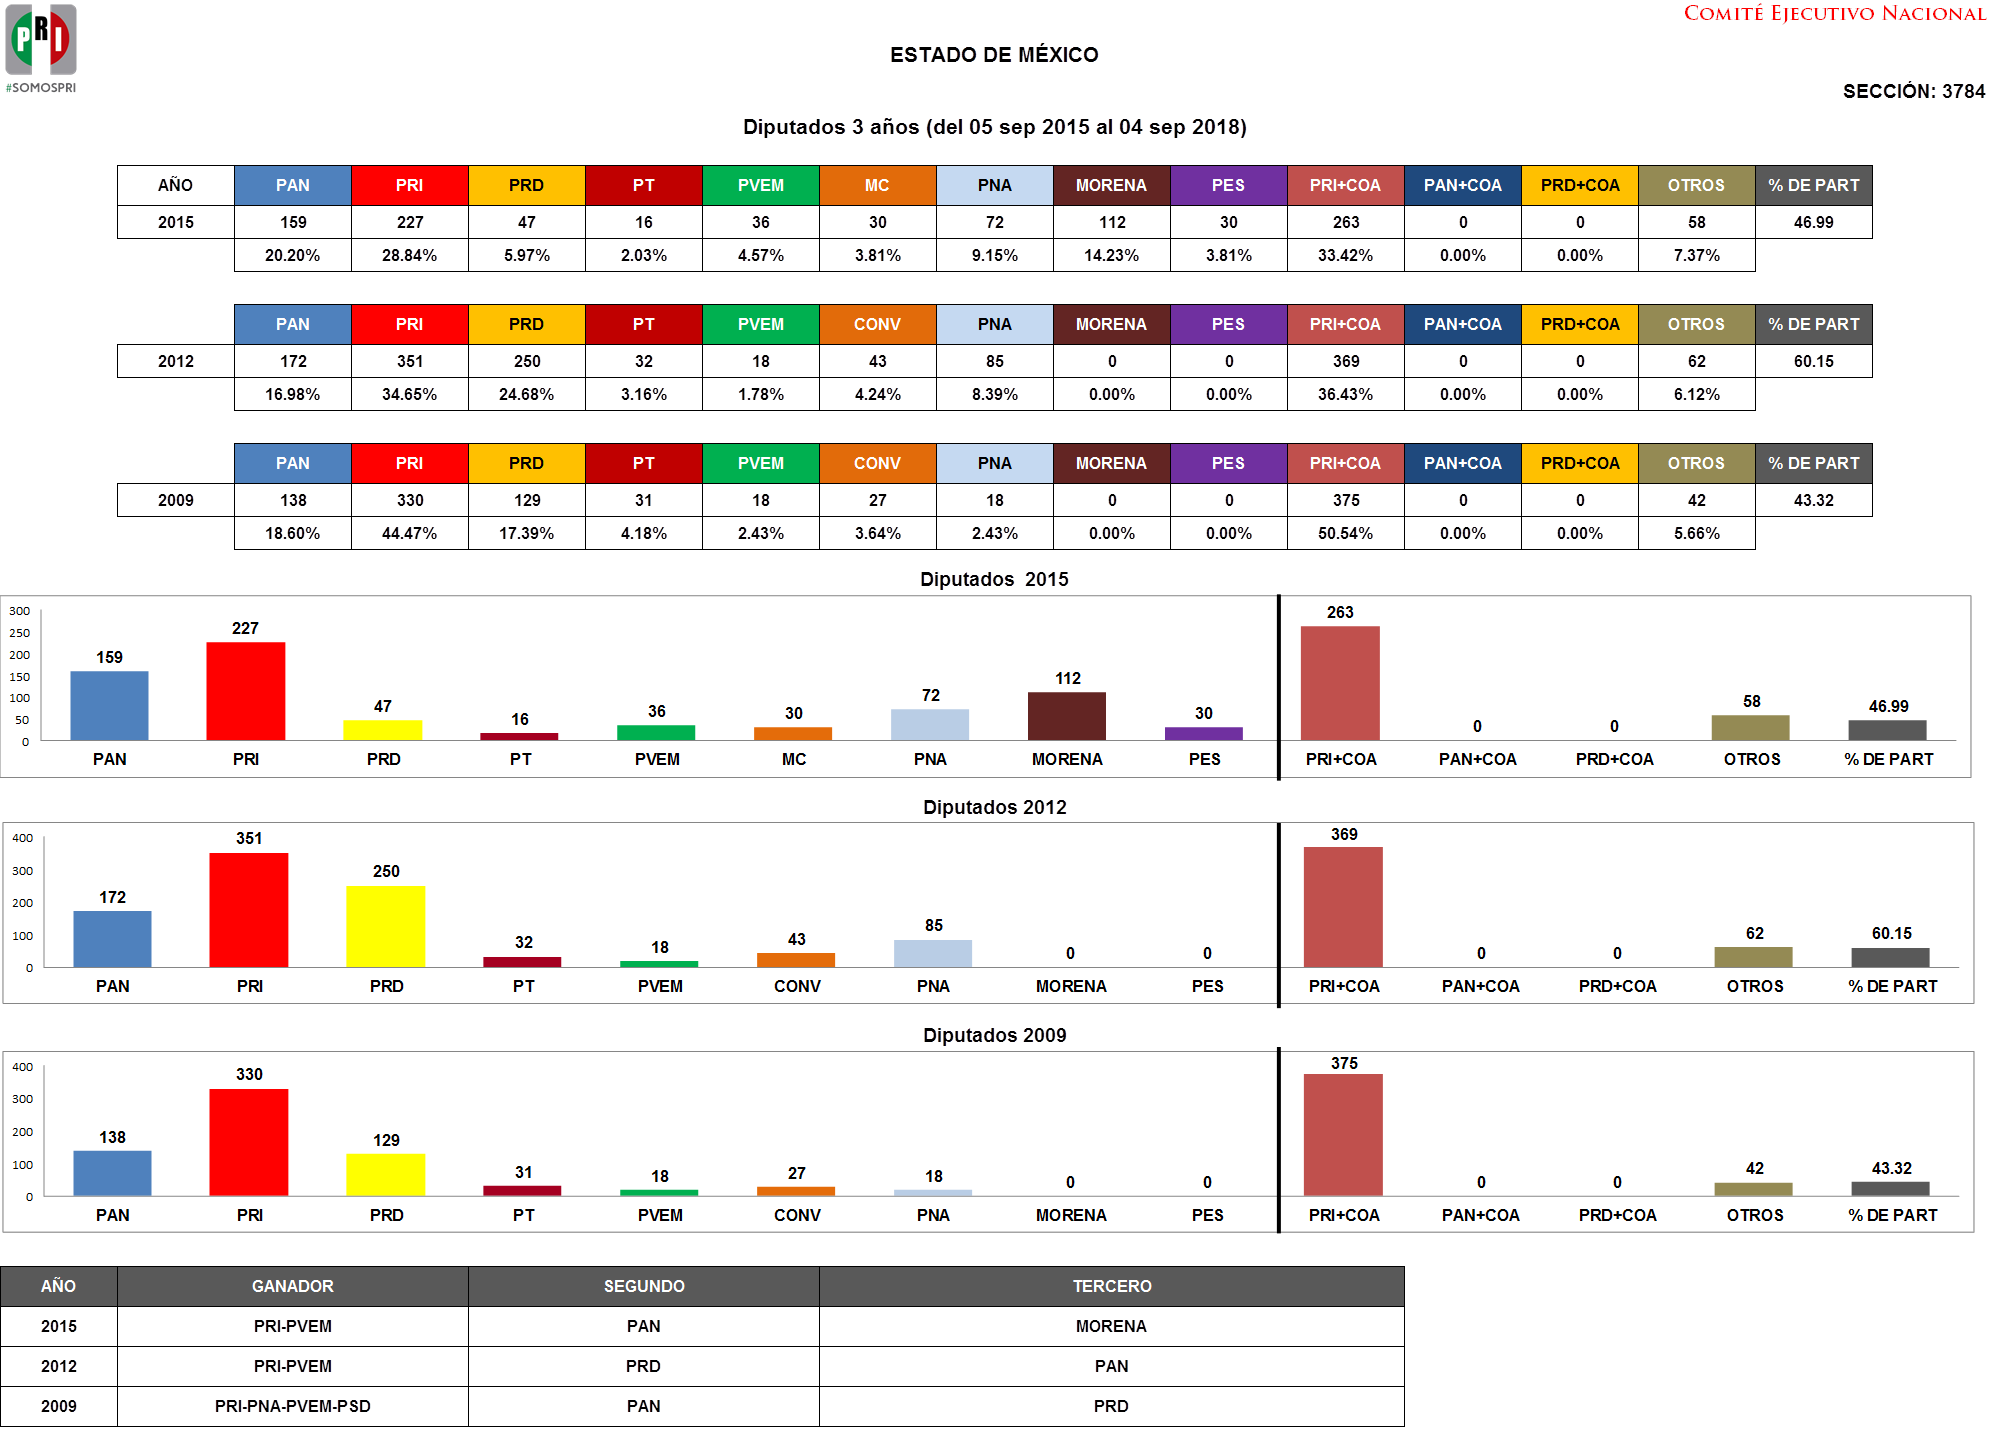 PRI
#SOMOSPRI
COMITÉ EJECUTIVO NACIONAL
ESTADO DE MÉXICO
SECCIÓN: 3784
Diputados 3 años (del 05 sep 2015 al 04 sep 2018)
AÑO PAN PRI PRD PT PVEM MC PNA MORENA PES PRI+COA PAN+COA PRD+COA OTROS % DE PART
2015 159 227 47 16 36 30 72 112 30 263 0 0 58 46.99
20.20% 28.84% 5.97% 2.03% 4.57% 3.81% 9.15% 14.23% 3.81% 33.42% 0.00% 0.00% 7.37%
PAN PRI PRD PT PVEM CONV PNA MORENA PES PRI+COA PAN+COA PRD+COA OTROS % DE PART
2012 172 351 250 32 18 43 85 0 0 369 0 0 62 60.15
16.98% 34.65% 24.68% 3.16% 1.78% 4.24% 8.39% 0.00% 0.00% 36.43% 0.00% 0.00% 6.12%
PAN PRI PRD PT PVEM CONV PNA MORENA PES PRI+COA PAN+COA PRD+COA OTROS % DE PART
2009 138 330 129 31 18 27 18 0 0 375 0 0 42 43.32
18.60% 44.47% 17.39% 4.18% 2.43% 3.64% 2.43% 0.00% 0.00% 50.54% 0.00% 0.00% 5.66%
Diputados 2015
300
250
200
150
100
50
0
159 227 47 16 36 30 72 112 30 263 0 0 58 46.99
PAN PRI PRD PT PVEM MC PNA MORENA PES PRI+COA PAN+COA PRD+COA OTROS % DE PART
Diputados 2012
400
300
200
100
0
172 351 250 32 18 43 85 0 0 369 0 0 62 60.15
PAN PRI PRD PT PVEM CONV PNA MORENA PES PRI+COA PAN+COA PRD+COA OTROS % DE PART
Diputados 2009
400
300
200
100
0
138 330 129 31 18 27 18 0 0 375 0 0 42 43.32
PAN PRI PRD PT PVEM CONV PNA MORENA PES PRI+COA PAN+COA PRD+COA OTROS % DE PART
AÑO GANADOR SEGUNDO TERCERO
2015 PRI-PVEM PAN MORENA
2012 PRI-PVEM PRD PAN
2009 PRI-PNA-PVEM-PSD PAN PRD